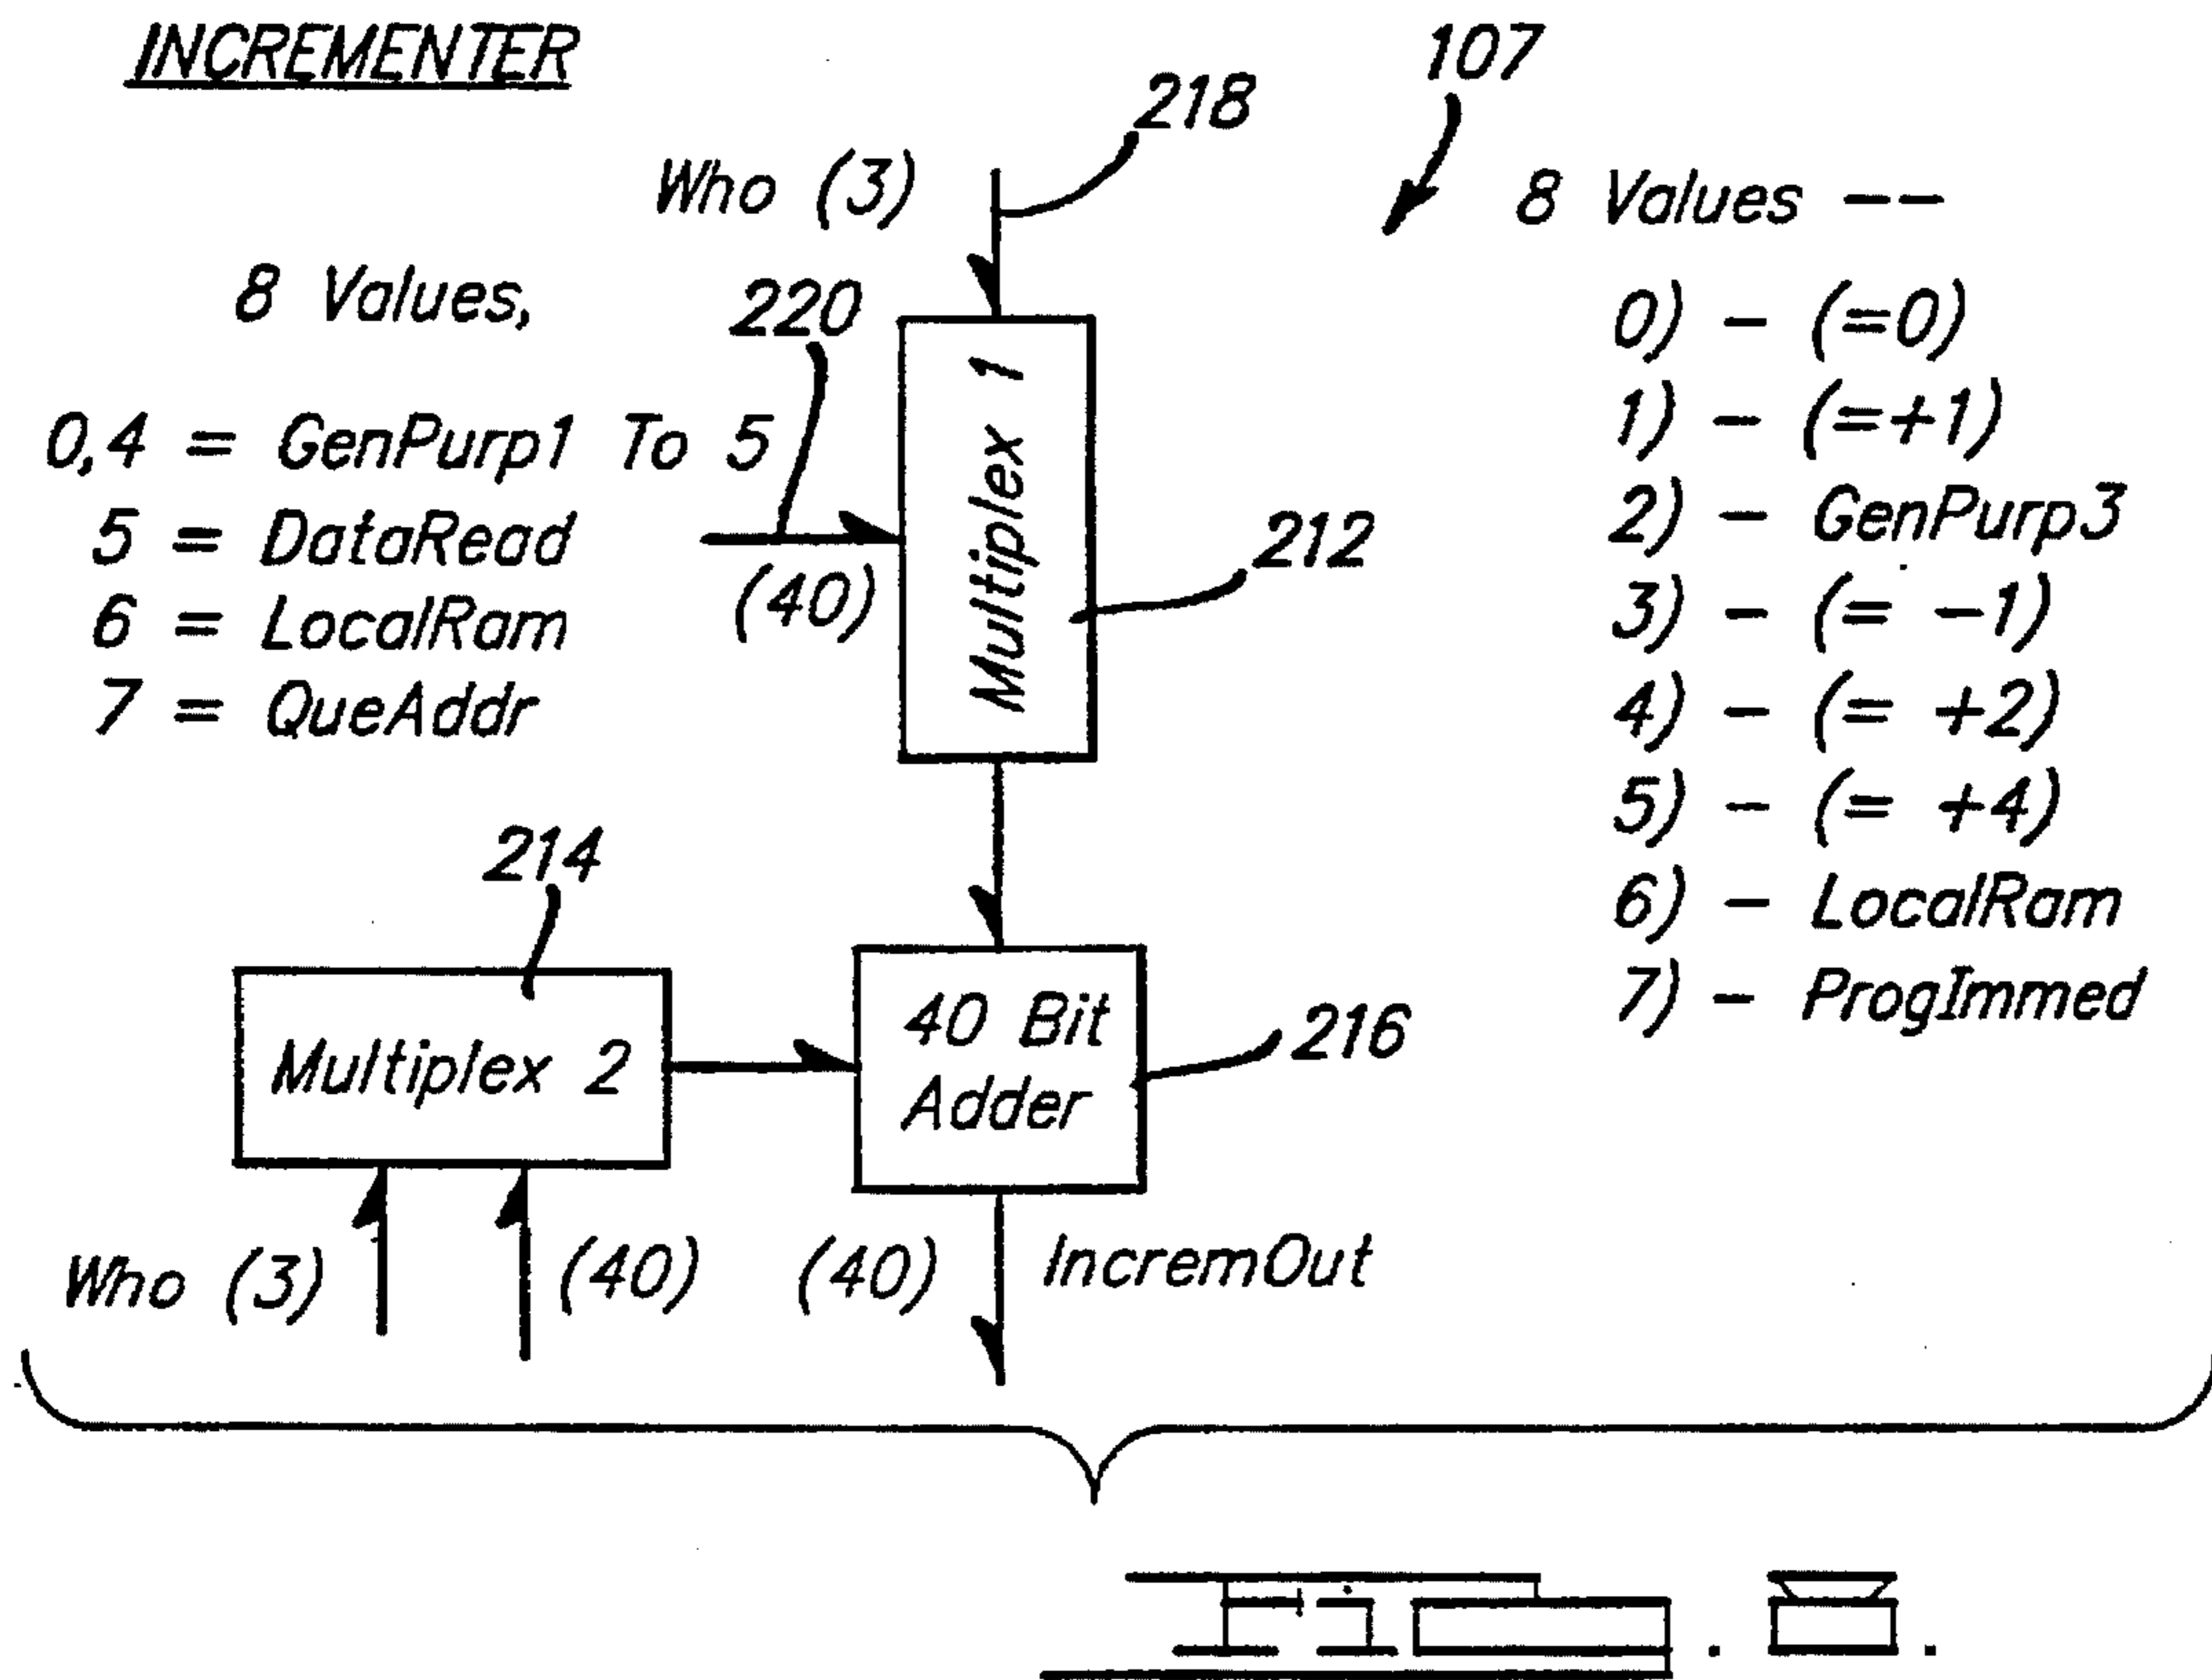 INCREMENTER
107
218
Who (3)
8 Values,
220
0,4 = GenPurp1 To 5
5 = DataRead
6 = LocalRam
7 = QueAddr
(40)
Multiplex 1
212
8 Values --
0) - (=0)
1) - (=+1)
2) - GenPurp3
3) - (= -1)
4) - (= +2)
5) - (= +4)
6) - LocalRam
7) - ProgImmed
214
Multiplex 2
40 Bit
Adder
216
Who (3)
(40)
(40)
IncremOut
Fig. 8.